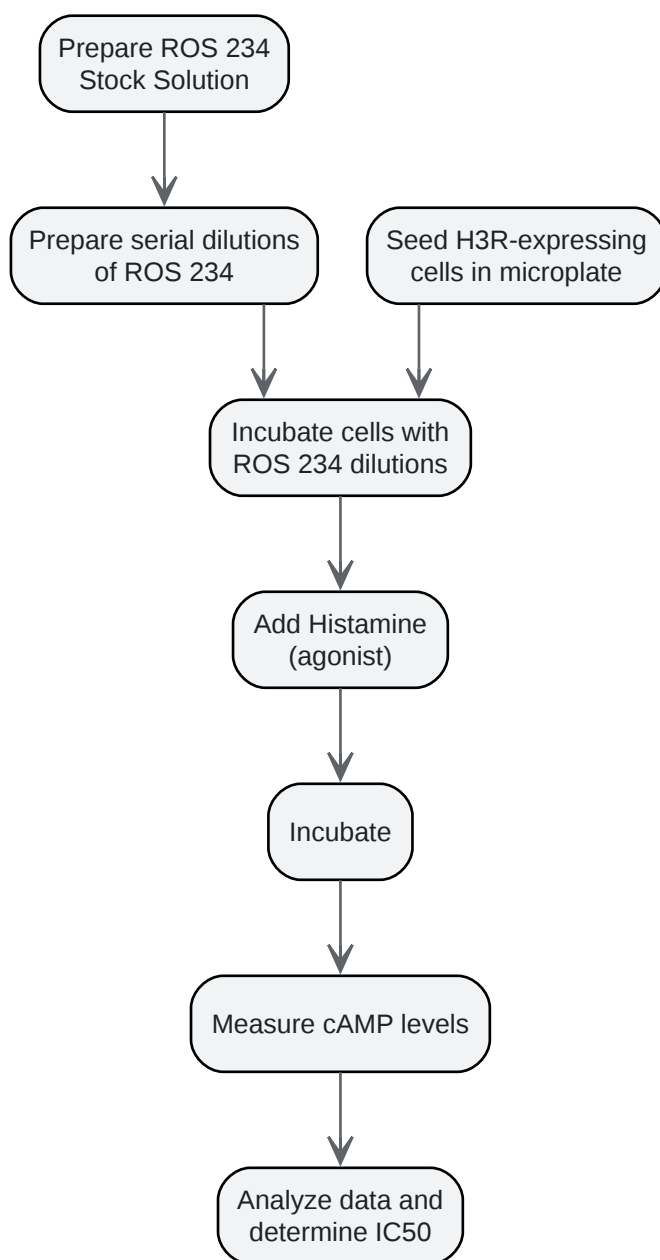 Prepare ROS 234
Stock Solution
Prepare serial dilutions
of ROS 234
Seed H3R-expressing
cells in microplate
Incubate cells with
ROS 234 dilutions
Add Histamine
(agonist)
Incubate
Measure cAMP levels
Analyze data and
determine IC50